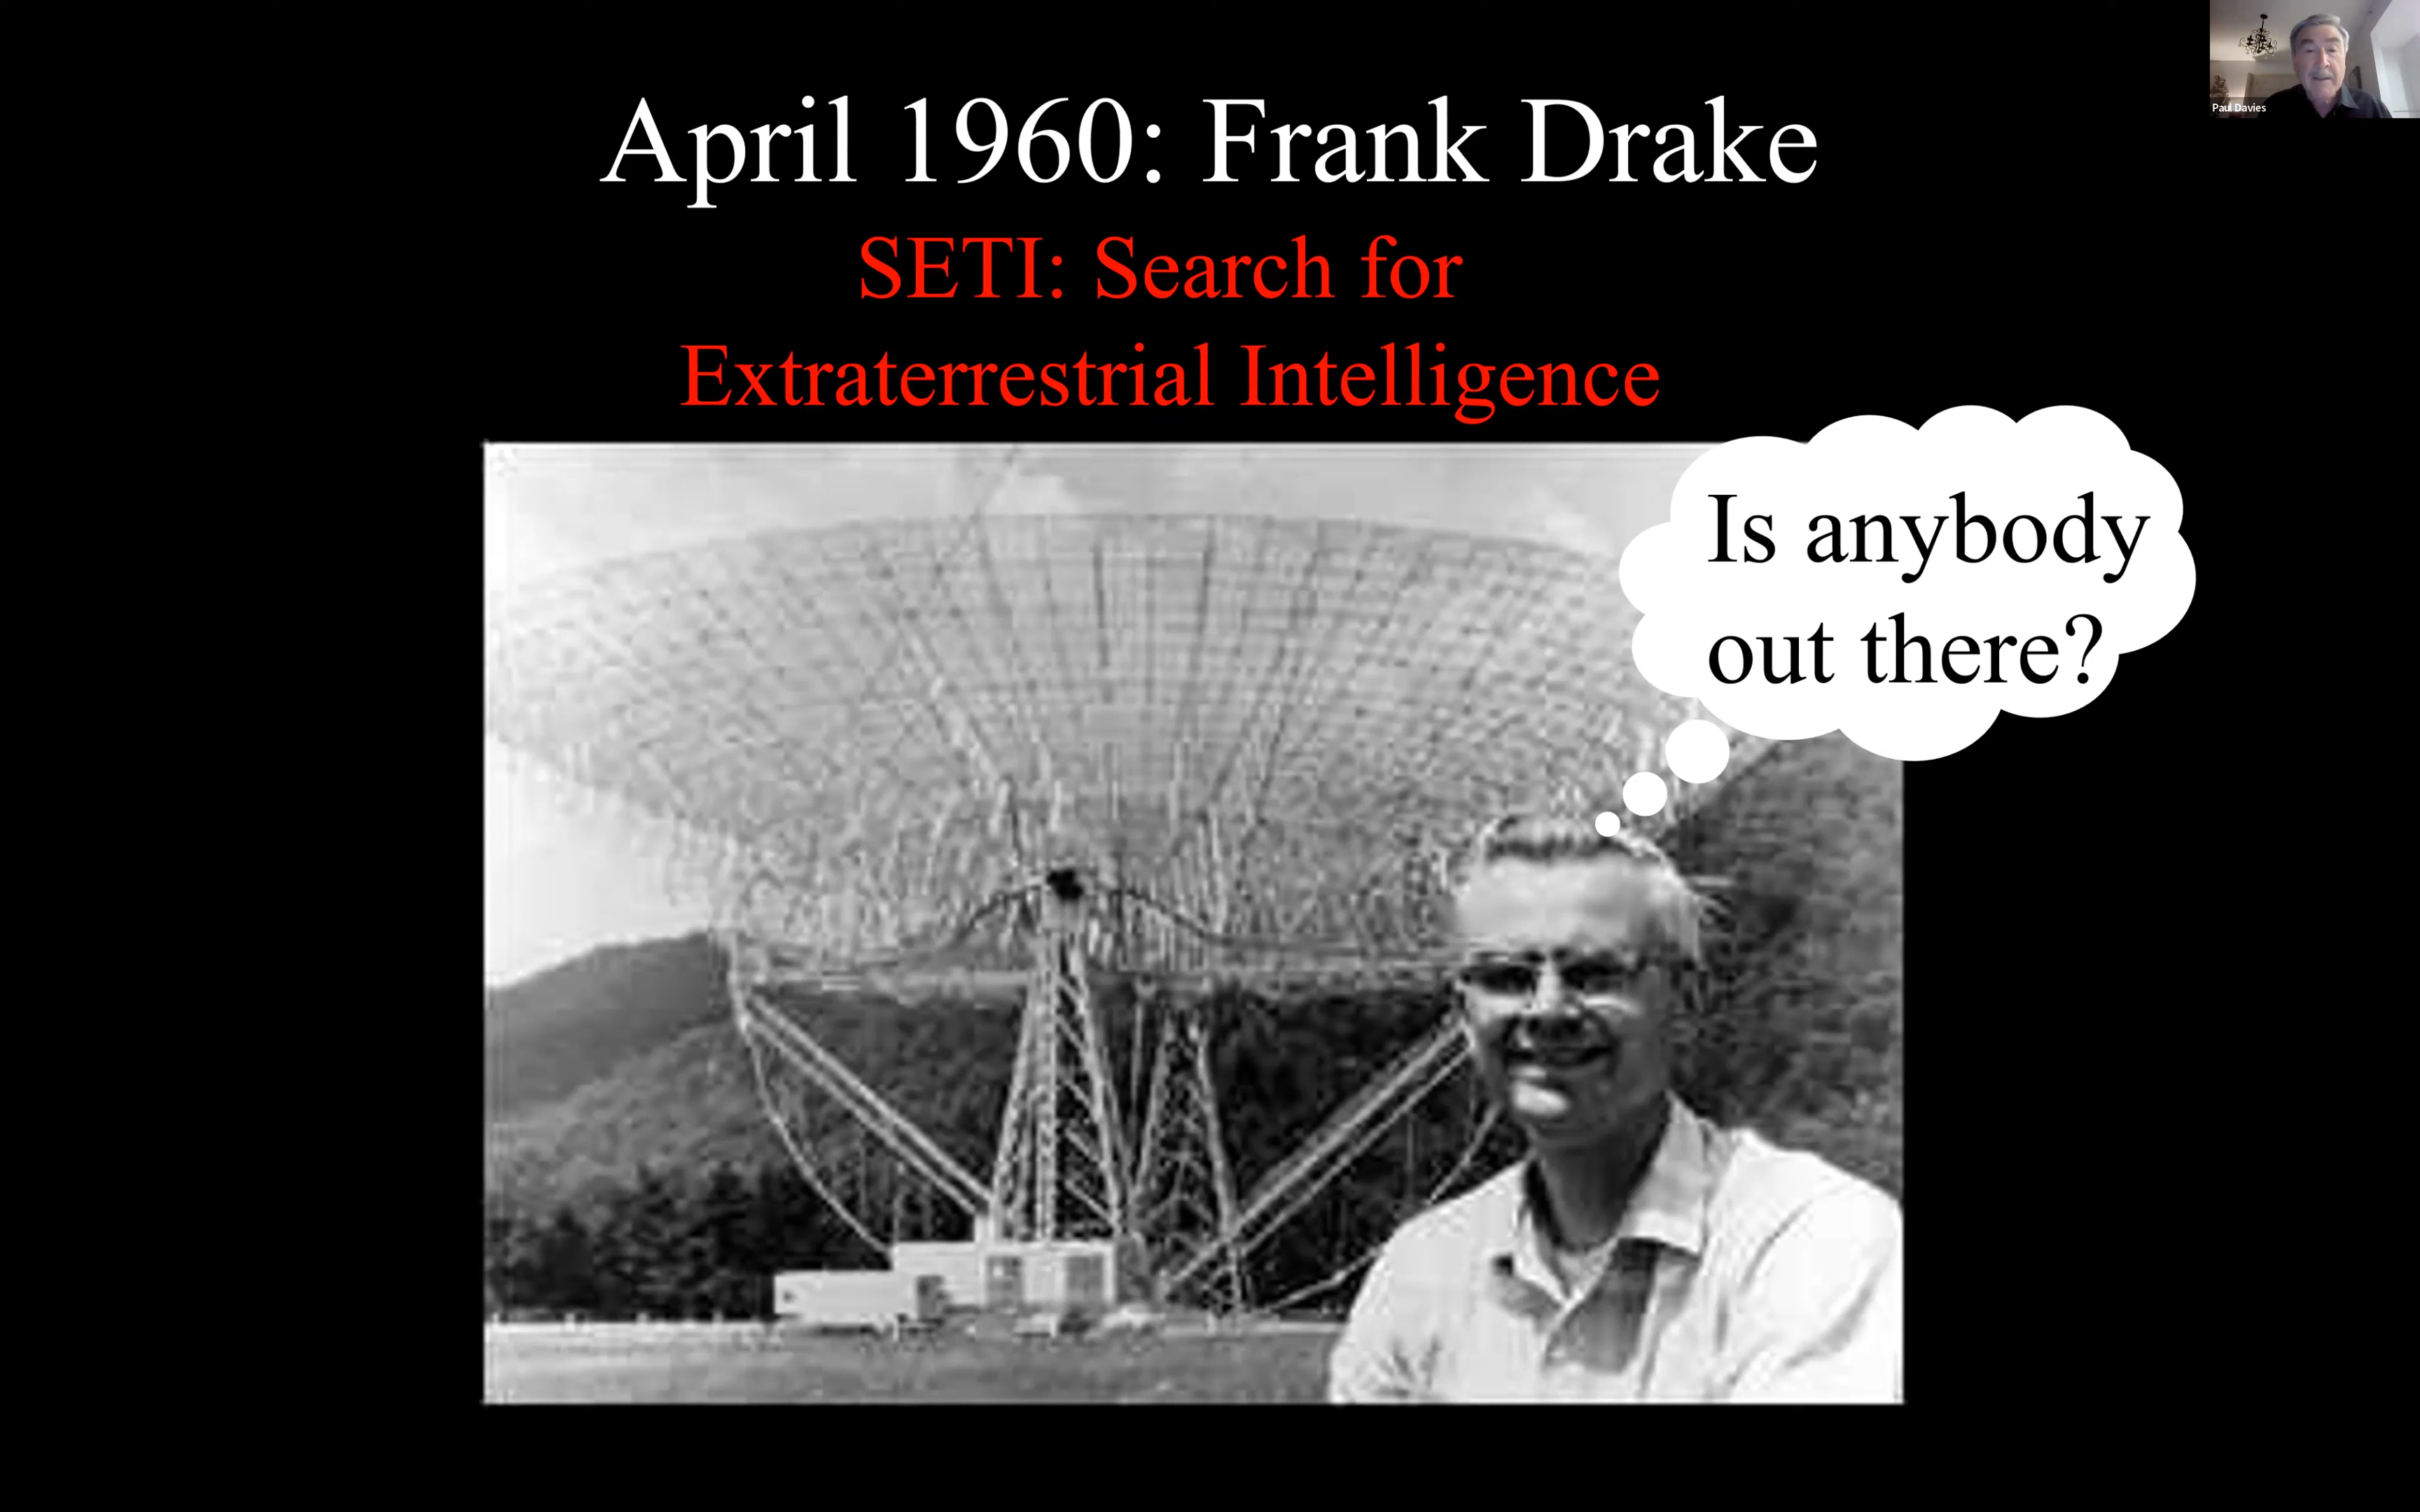 April 1960: Frank Drake
SETI: Search for
Extraterrestrial Intelligence
Is anybody
out there?
Paul Davies